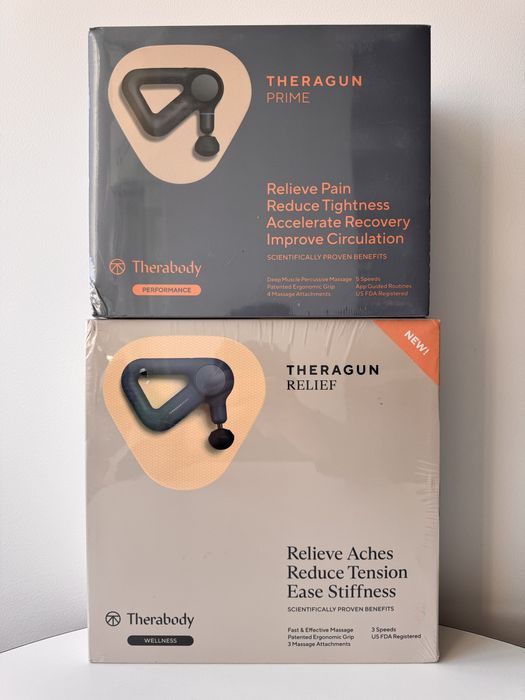 THERAGUN
PRIME
Relieve Pain
Reduce Tightness
Accelerate Recovery
Improve Circulation
SCIENTIFICALLY PROVEN BENEFITS
Therabody
PERFORMANCE
Deep Muscle Percussive Massage 5 Speeds
Patented Ergonomic Grip App Guided Routines
4 Massage Attachments US FDA Registered
NEW!
THERAGUN
RELIEF
Relieve Aches
Reduce Tension
Ease Stiffness
SCIENTIFICALLY PROVEN BENEFITS
Therabody
WELLNESS
Fast & Effective Massage 3 Speeds
Patented Ergonomic Grip US FDA Registered
3 Massage Attachments